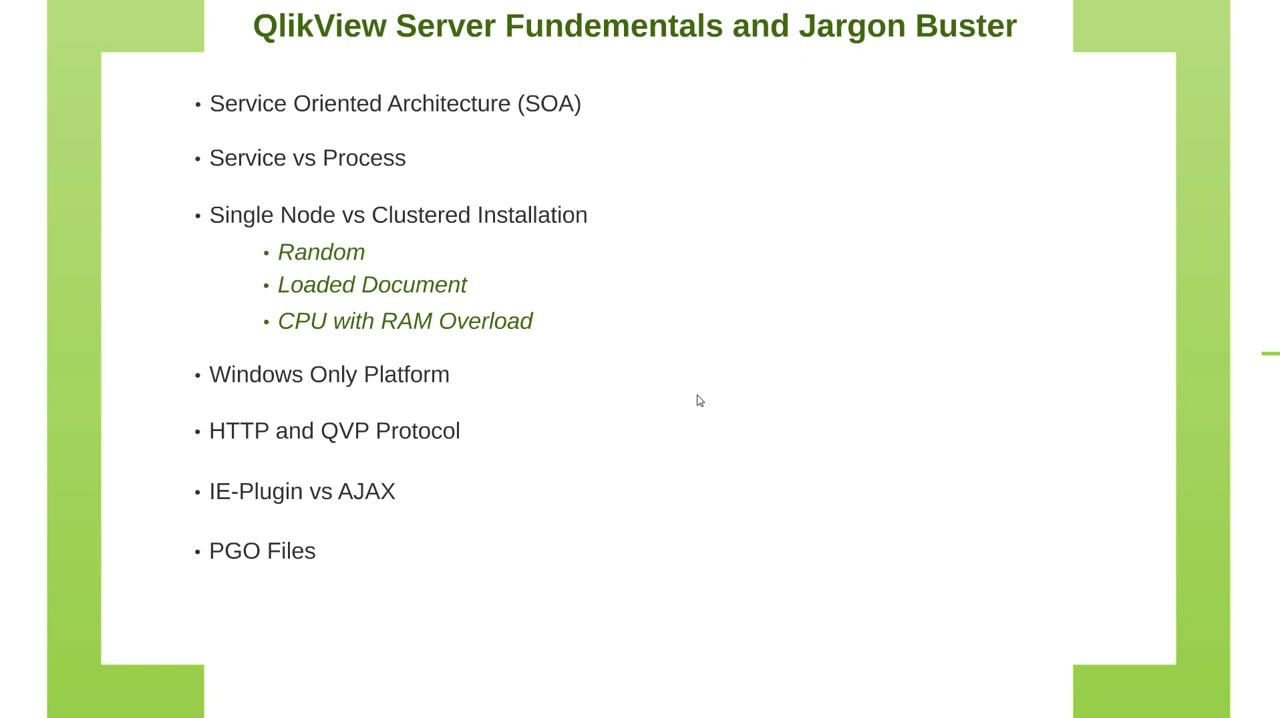 QlikView Server Fundementals and Jargon Buster
• Service Oriented Architecture (SOA)
• Service vs Process
• Single Node vs Clustered Installation
• Random
• Loaded Document
• CPU with RAM Overload
• Windows Only Platform
• HTTP and QVP Protocol
• IE-Plugin vs AJAX
• PGO Files